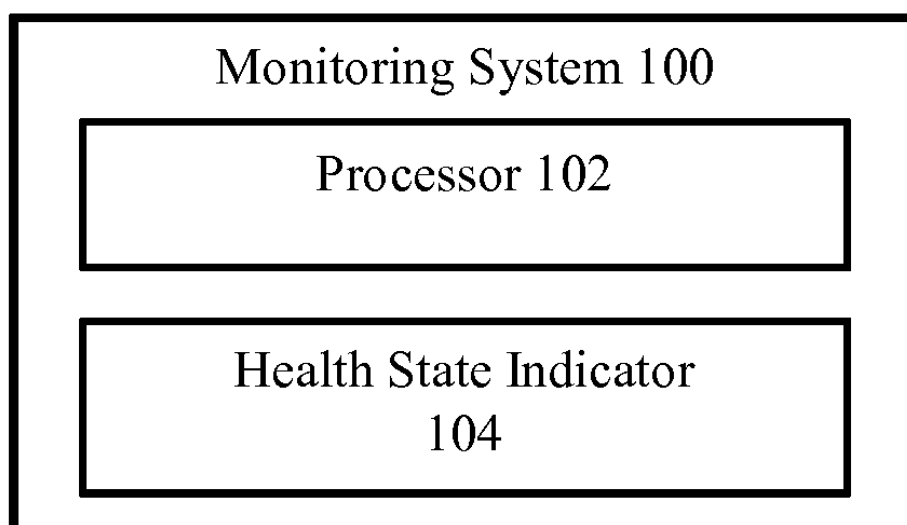 Monitoring System 100
Processor 102
Health State Indicator
104